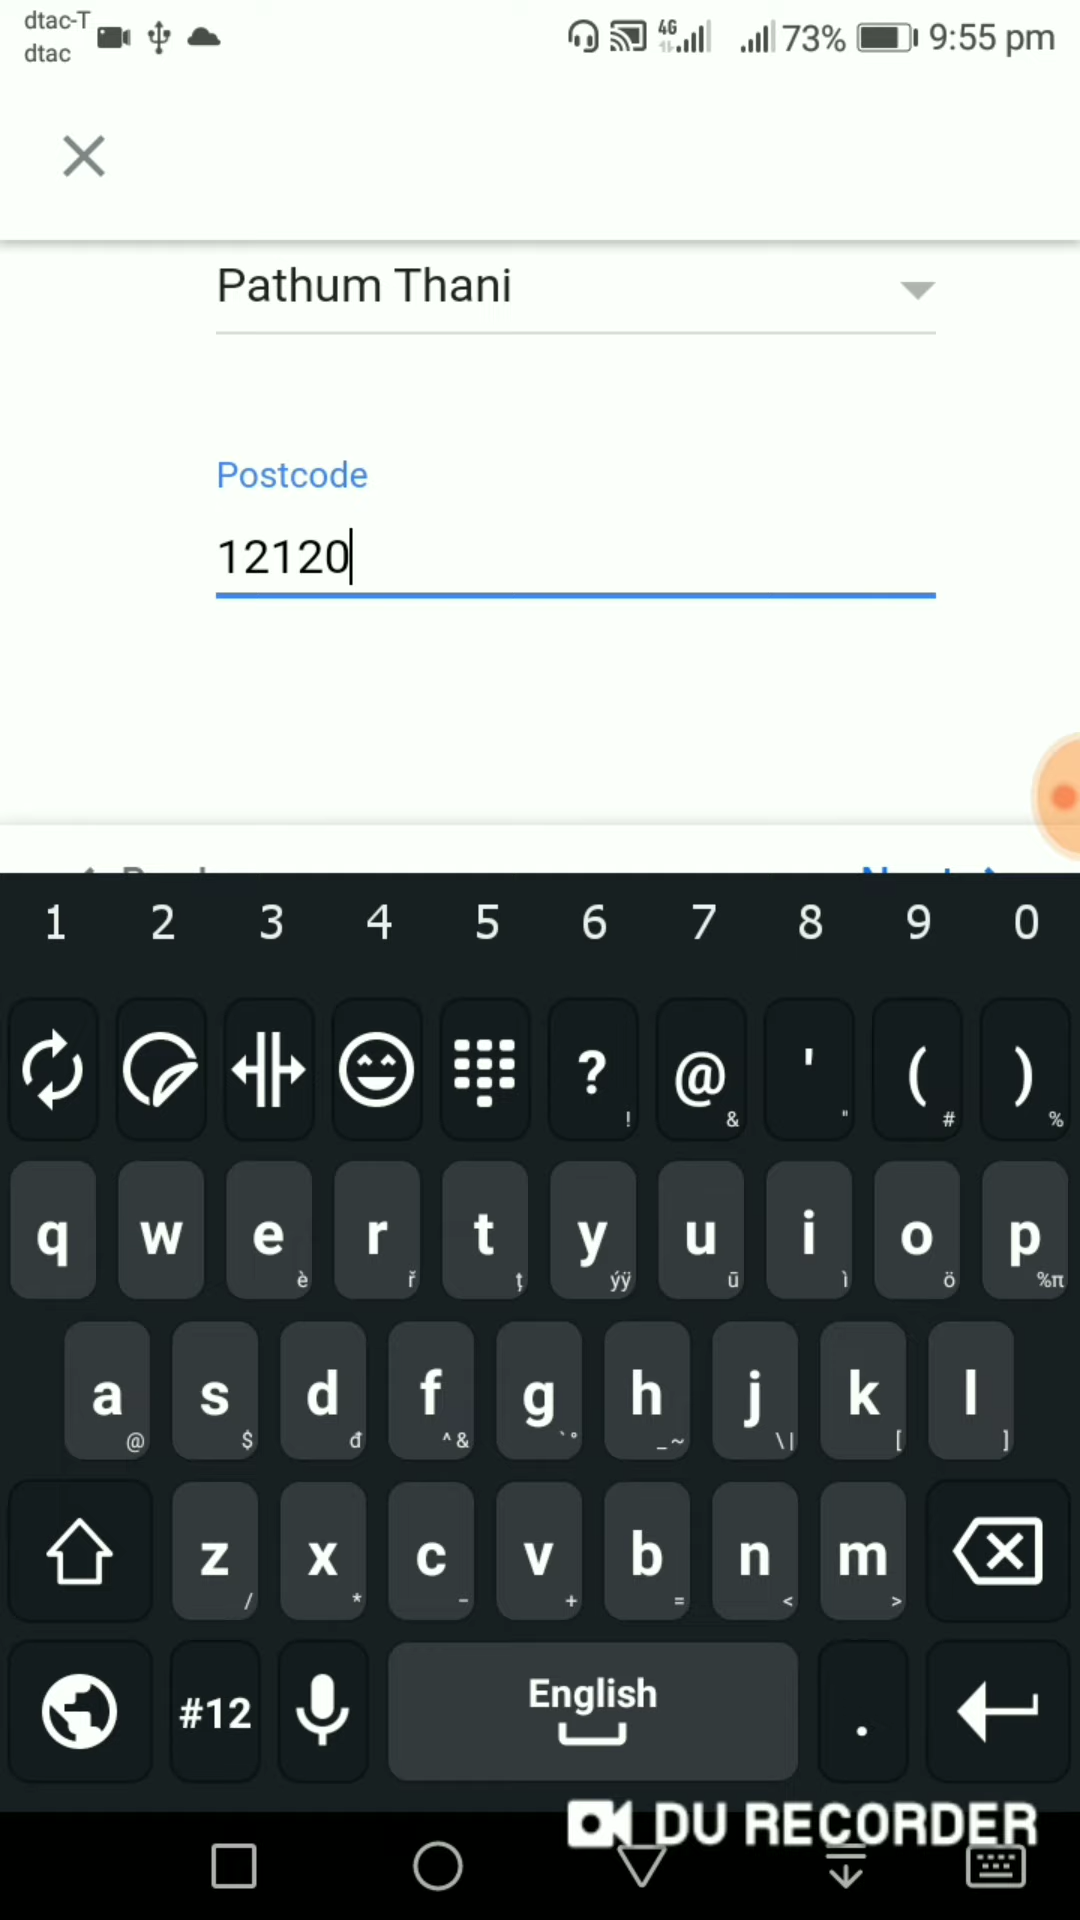 dtac-T
dtac
4G
73%
9:55 pm
Pathum Thani
Postcode
12120
1 2 3 4 5 6 7 8 9 0
? ! @ & ' " ( # ) %
q w e è r ř t ţ y ýÿ u ū i ì o ö p %π
a @ s $ d đ f ^& g `° h _~ j \| k [ l ]
z / x * c - v + b = n < m >
#12 English .
DU RECORDER